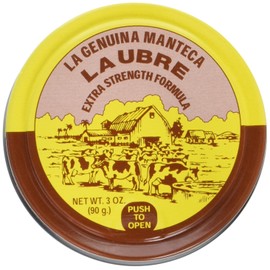 LA GENUINA MANTECA
LA UBRE
EXTRA STRENGTH FORMULA
NET WT. 3 OZ.
(90 g.)
PUSH
TO
OPEN